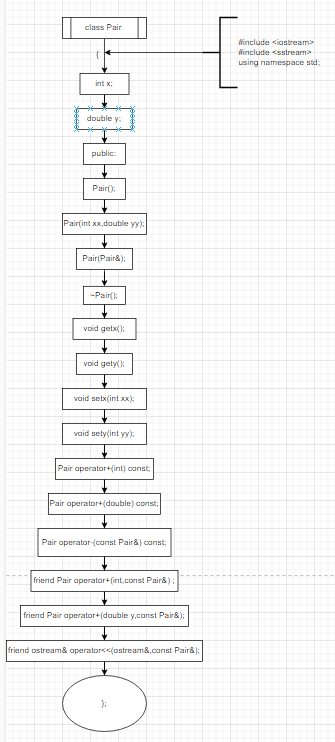 class Pair
{
#include <iostream>
#include <sstream>
using namespace std;
int x;
double y;
public:
Pair();
Pair(int xx,double yy);
Pair(Pair&);
~Pair();
void getx();
void gety();
void setx(int xx);
void sety(int yy);
Pair operator+(int) const;
Pair operator+(double) const;
Pair operator-(const Pair&) const;
friend Pair operator+(int,const Pair&) ;
friend Pair operator+(double y,const Pair&);
friend ostream& operator<<(ostream&,const Pair&);
};